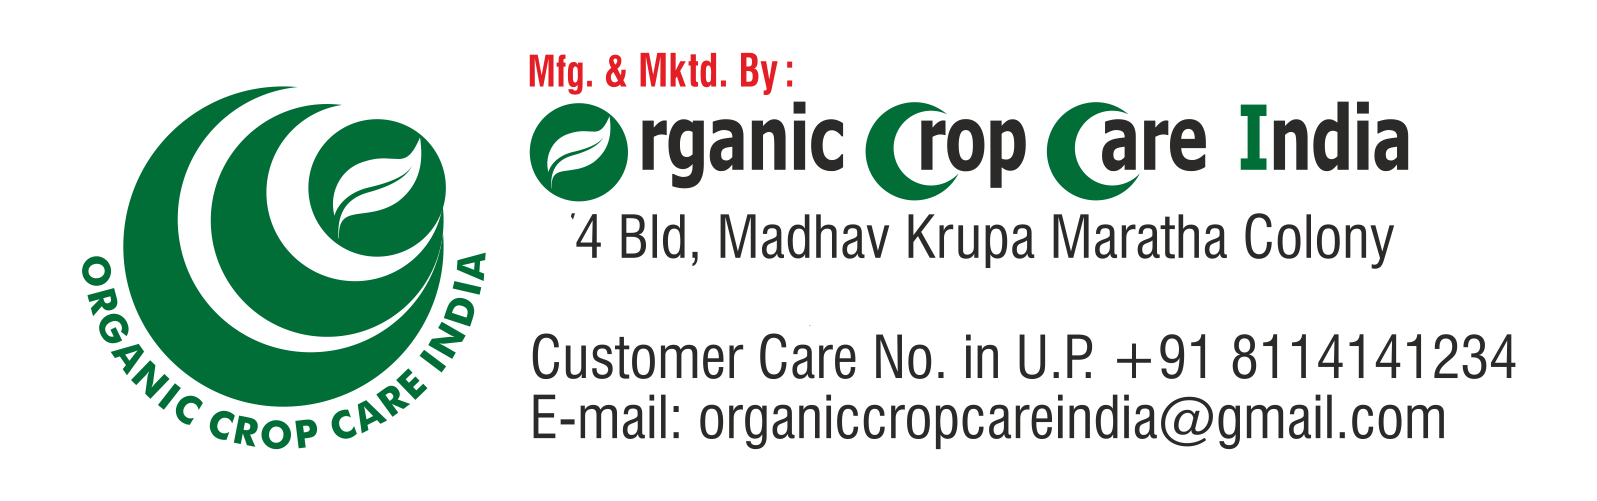 ORGANIC CROP CARE INDIA
Mfg. & Mktd. By :
Organic Crop Care India
'4 Bld, Madhav Krupa Maratha Colony
Customer Care No. in U.P. +91 8114141234
E-mail: organiccropcareindia@gmail.com